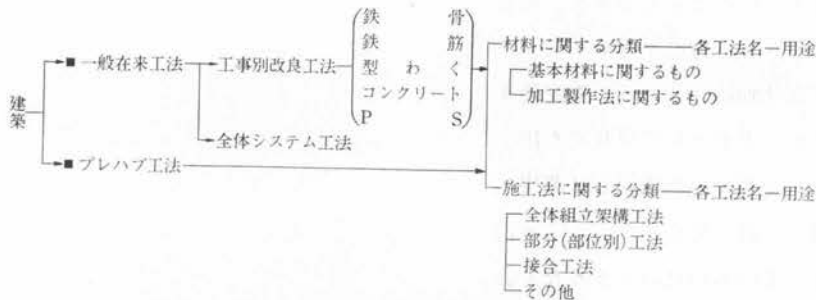 建築
■一般在来工法
工事別改良工法
鉄骨
鉄筋
型わく
コンクリート
PS
全体システム工法
■プレハブ工法
材料に関する分類
各工法名
用途
基本材料に関するもの
加工製作法に関するもの
施工法に関する分類
各工法名
用途
全体組立架構工法
部分(部位別)工法
接合工法
その他